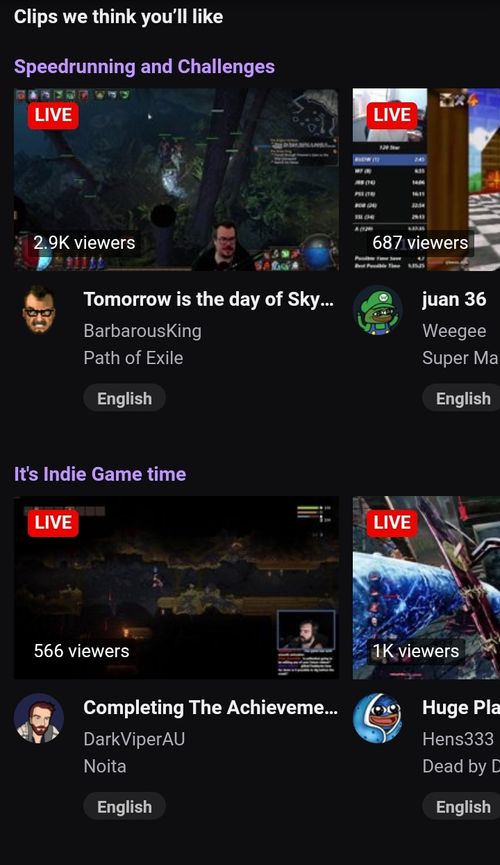 Clips we think you’ll like
Speedrunning and Challenges
LIVE
2.9K viewers
LIVE
120 Star
687 viewers
Tomorrow is the day of Sky…
BarbarousKing
Path of Exile
English
juan 36
Weegee
Super Ma
English
It's Indie Game time
LIVE
566 viewers
LIVE
1K viewers
Completing The Achieveme…
DarkViperAU
Noita
English
Huge Pla
Hens333
Dead by D
English